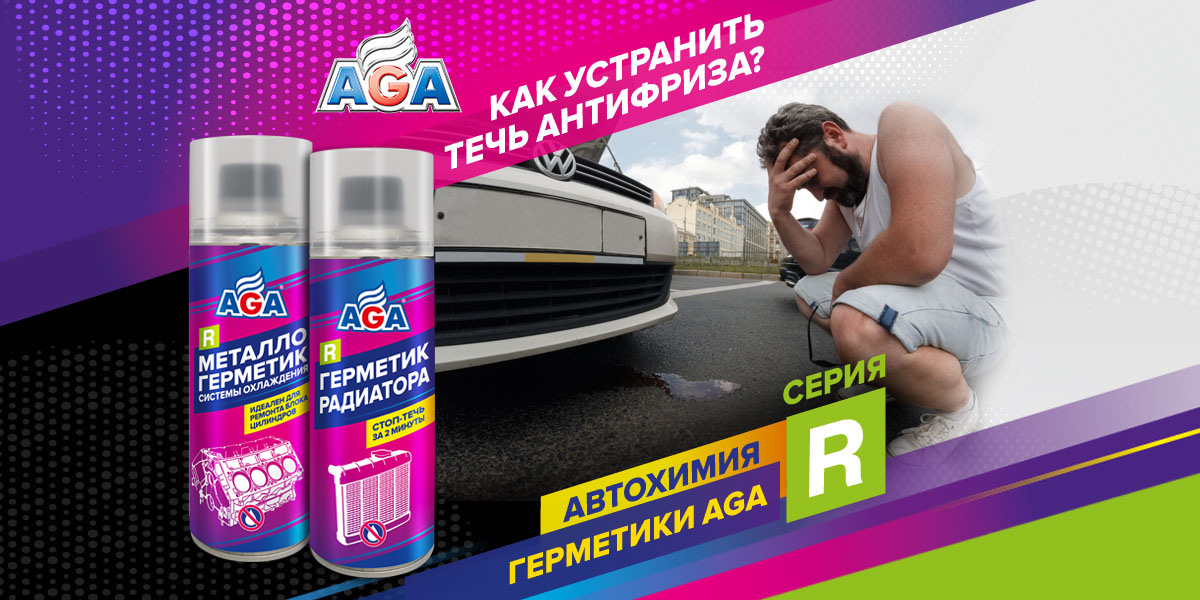 AGA
КАК УСТРАНИТЬ
ТЕЧЬ АНТИФРИЗА?
AGA
R
МЕТАЛЛО
ГЕРМЕТИК
СИСТЕМЫ ОХЛАЖДЕНИЯ
ИДЕАЛЕН ДЛЯ
РЕМОНТА БЛОКА
ЦИЛИНДРОВ
AGA
R
ГЕРМЕТИК
РАДИАТОРА
СТОП-ТЕЧЬ
ЗА 2 МИНУТЫ
СЕРИЯ
R
АВТОХИМИЯ
ГЕРМЕТИКИ AGA